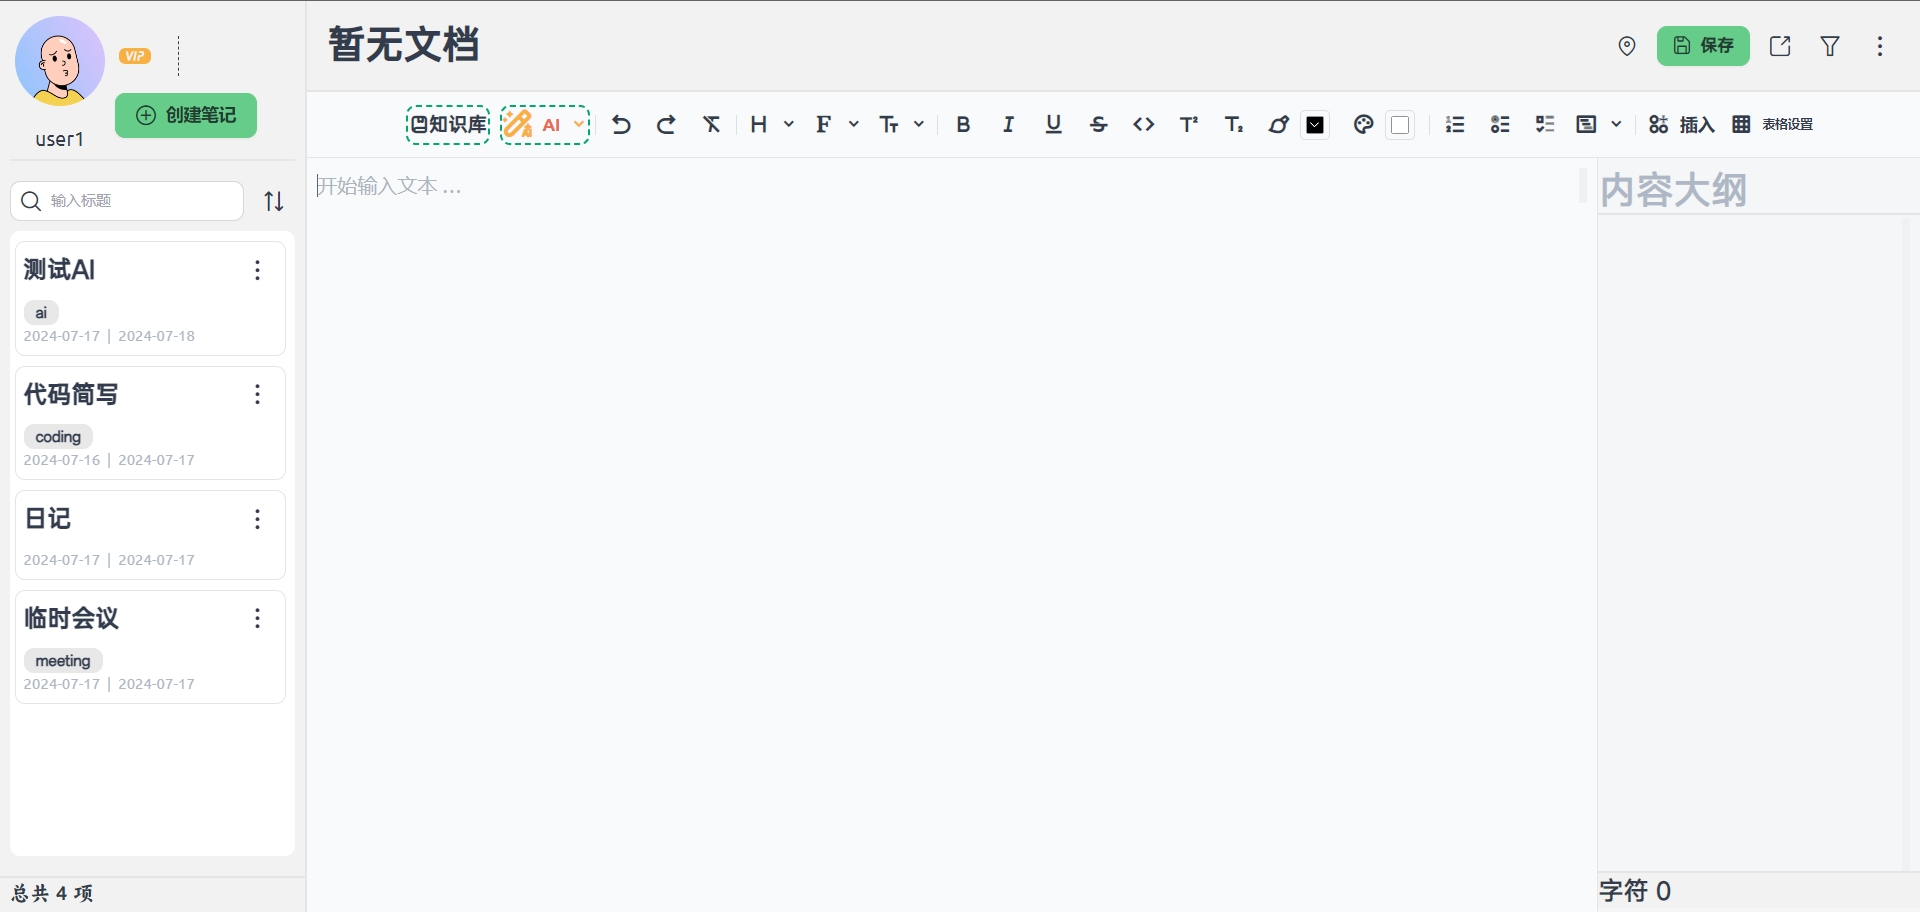 VIP
创建笔记
user1
输入标题
测试AI
ai
2024-07-17 | 2024-07-18
代码简写
coding
2024-07-16 | 2024-07-17
日记
2024-07-17 | 2024-07-17
临时会议
meeting
2024-07-17 | 2024-07-17
总共 4 项
暂无文档
保存
知识库 AI H F Tт B I U S <> T² T₂ 插入 表格设置
开始输入文本 ...
内容大纲
字符 0